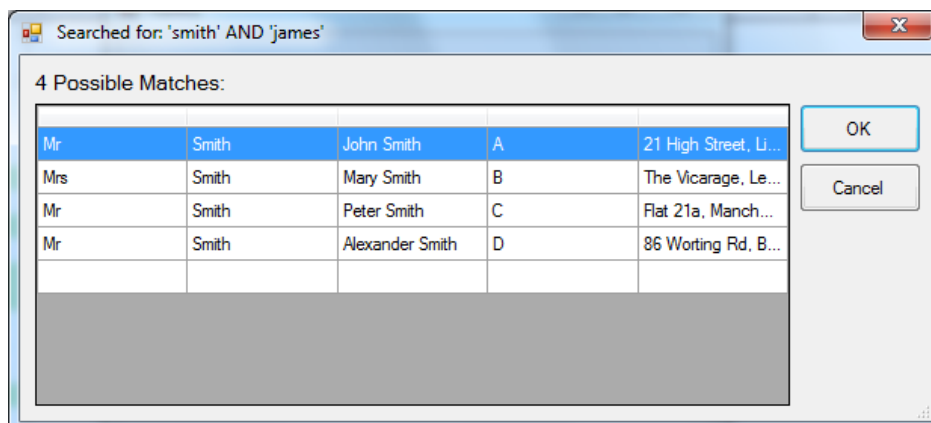 Searched for: 'smith' AND 'james'
4 Possible Matches:
OK
Mr Smith John Smith A 21 High Street, Li...
Mrs Smith Mary Smith B The Vicarage, Le...
Cancel
Mr Smith Peter Smith C Flat 21a, Manch...
Mr Smith Alexander Smith D 86 Worting Rd, B...